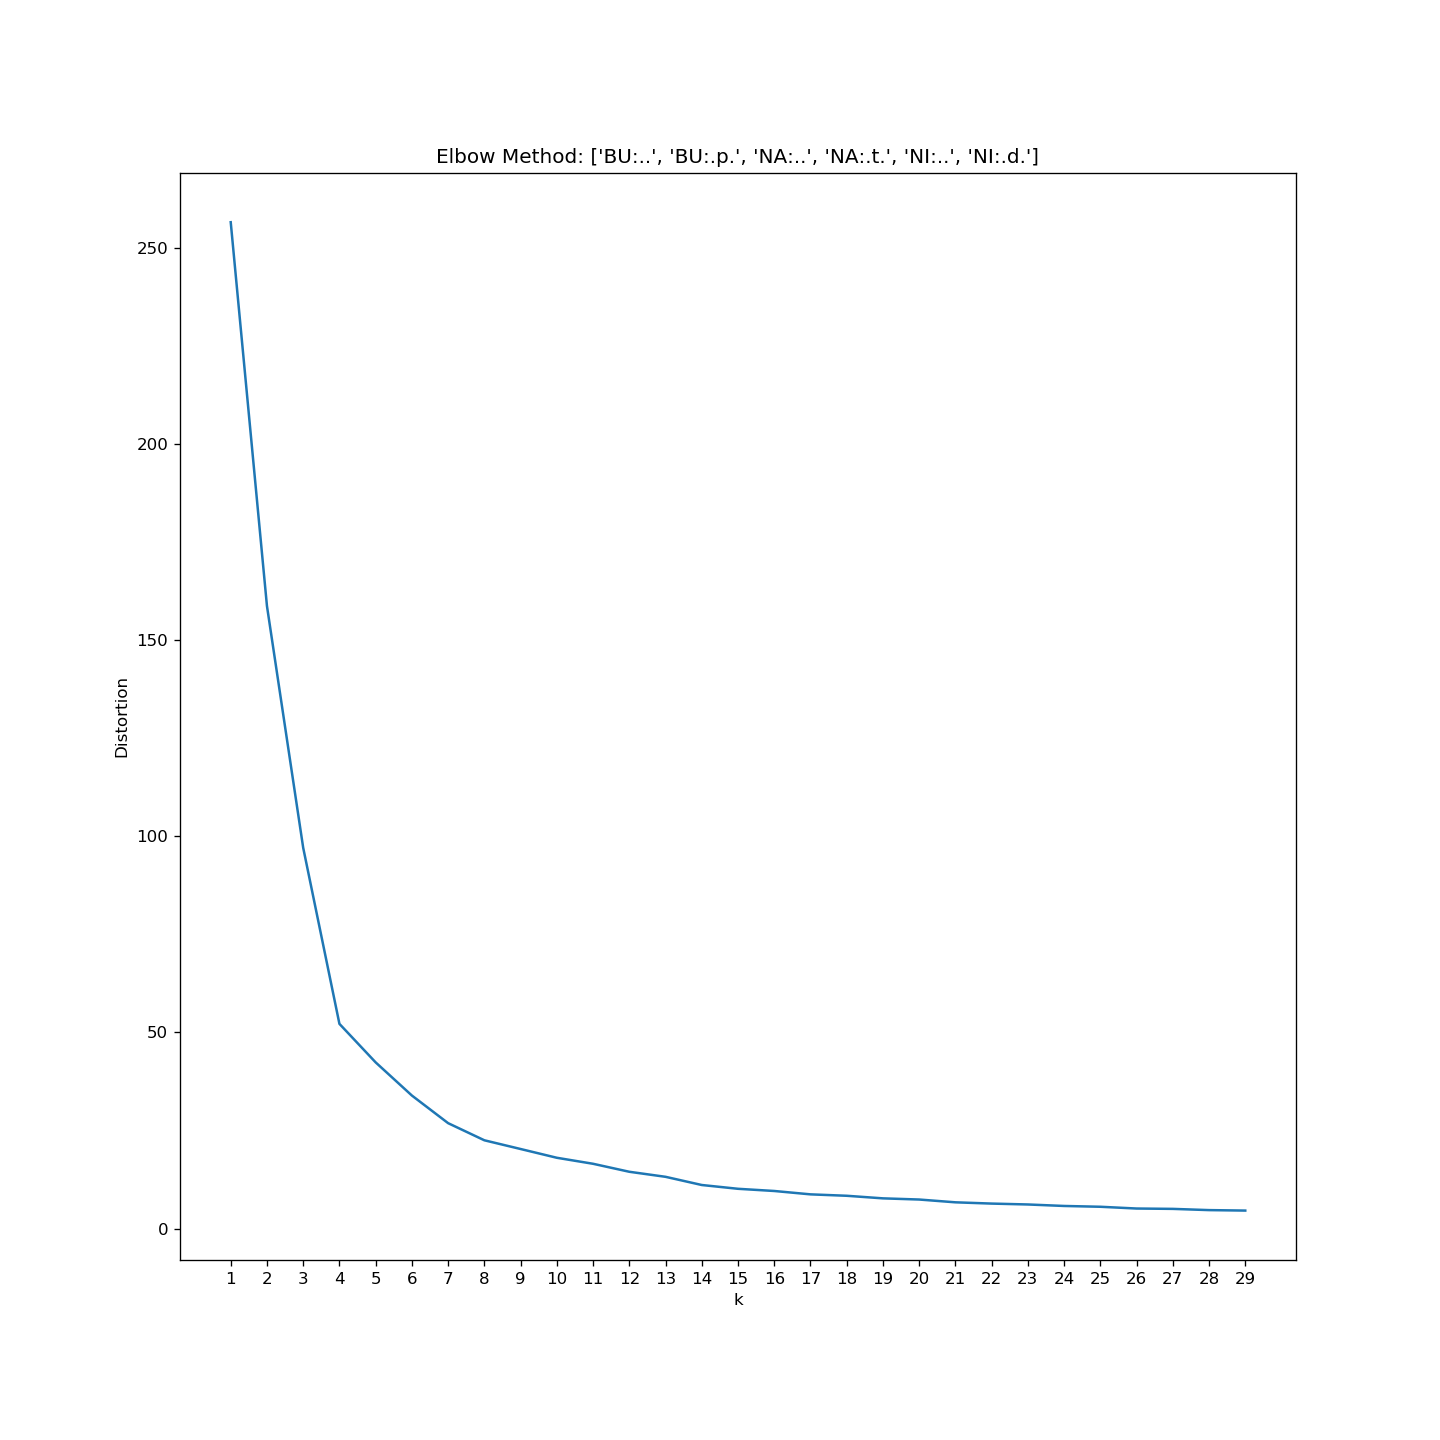 Elbow Method: ['BU:..', 'BU:.p.', 'NA:..', 'NA:.t.', 'NI:..', 'NI:.d.']
250
200
150
100
50
0
Distortion
1 2 3 4 5 6 7 8 9 10 11 12 13 14 15 16 17 18 19 20 21 22 23 24 25 26 27 28 29
k